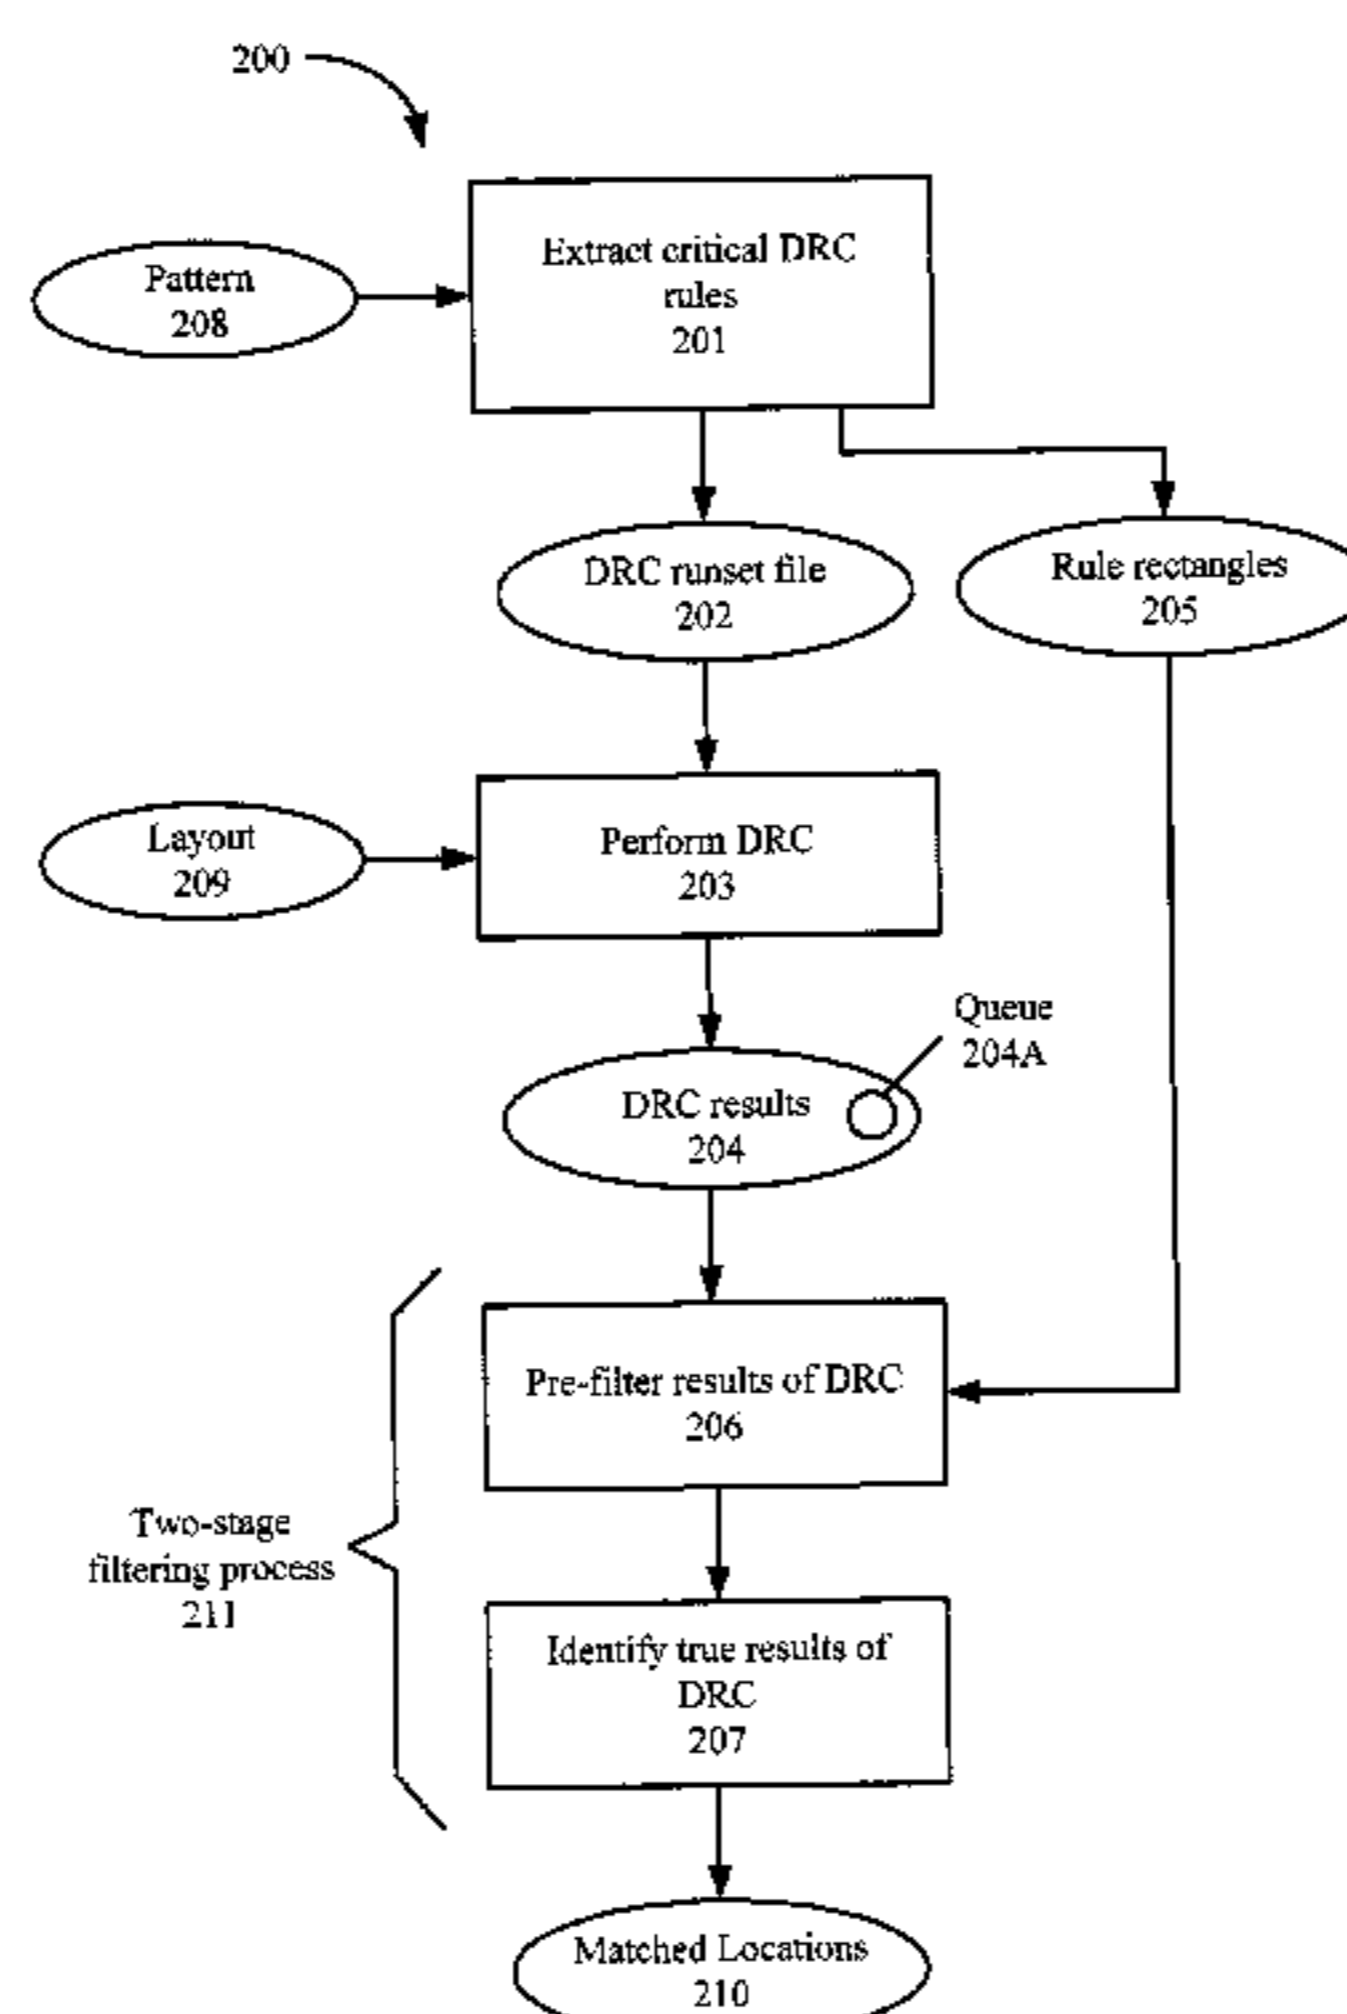 200
Extract critical DRC
rules
201
Pattern
208
DRC runset file
202
Rule rectangles
205
Layout
209
Perform DRC
203
Queue
204A
DRC results
204
Pre-filter results of DRC
206
Two-stage
filtering process
211
Identify true results of
DRC
207
Matched Locations
210